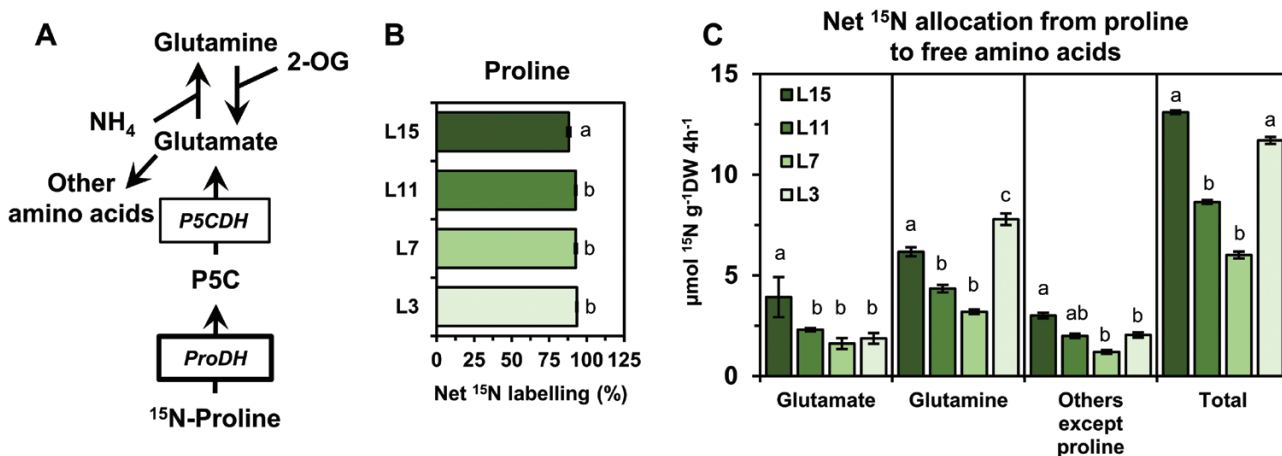 A
Glutamine
2-OG
NH₄
Glutamate
Other
amino acids
P5CDH
P5C
ProDH
¹⁵N-Proline
B
Proline
L15
a
L11
b
L7
b
L3
b
0 25 50 75 100 125
Net ¹⁵N labelling (%)
C
Net ¹⁵N allocation from proline
to free amino acids
µmol ¹⁵N g⁻¹DW 4h⁻¹
15
10
5
0
L15
L11
L7
L3
a b b b
a b b c
a ab b b
a b b a
Glutamate
Glutamine
Others
except
proline
Total